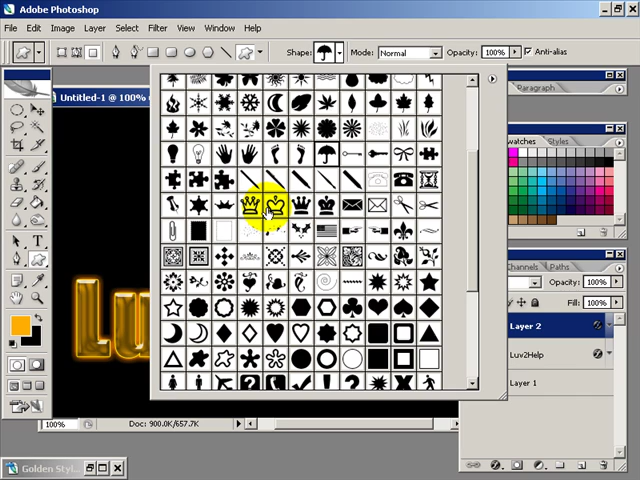 Adobe Photoshop
File Edit Image Layer Select Filter View Window Help
Shape: Mode: Normal Opacity: 100% Anti-alias
Untitled-1 @ 100%
Paragraph
watches
Channels Paths
Opacity: 100%
Fill: 100%
Layer 2
Luv2Help
Layer 1
Lu
100% Doc: 900.0K/657.7K
Golden Styl...